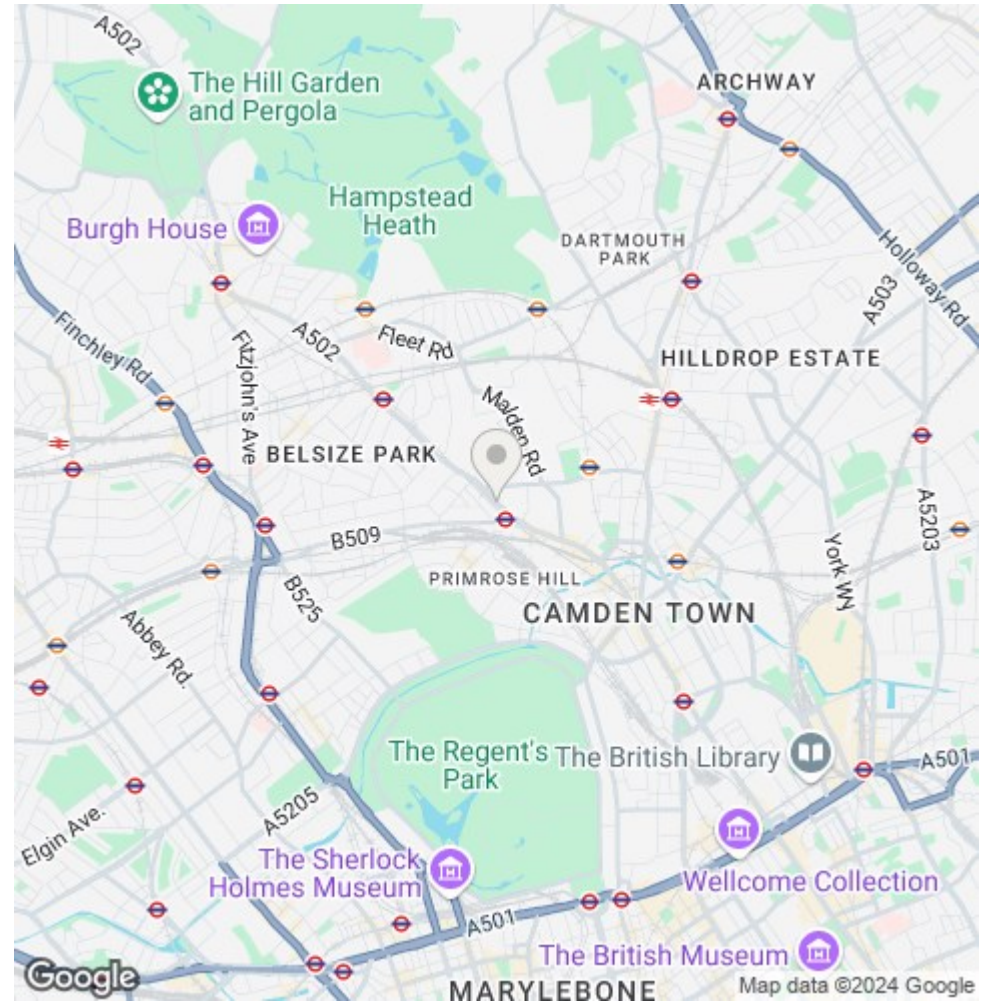 A502
The Hill Garden
and Pergola
ARCHWAY
Hampstead
Heath
Burgh House
DARTMOUTH
PARK
Holloway Rd
A503
Finchley Rd
Fitzjohn's Ave
A502
Fleet Rd
HILLDROP ESTATE
Malden Rd
BELSIZE PARK
A5203
B509
York Wy
PRIMROSE HILL
B525
CAMDEN TOWN
Abbey Rd.
The Regent's
Park
The British Library
A501
A5205
Elgin Ave.
The Sherlock
Holmes Museum
Wellcome Collection
A501
The British Museum
Google
MARYLEBONE
Map data ©2024 Google